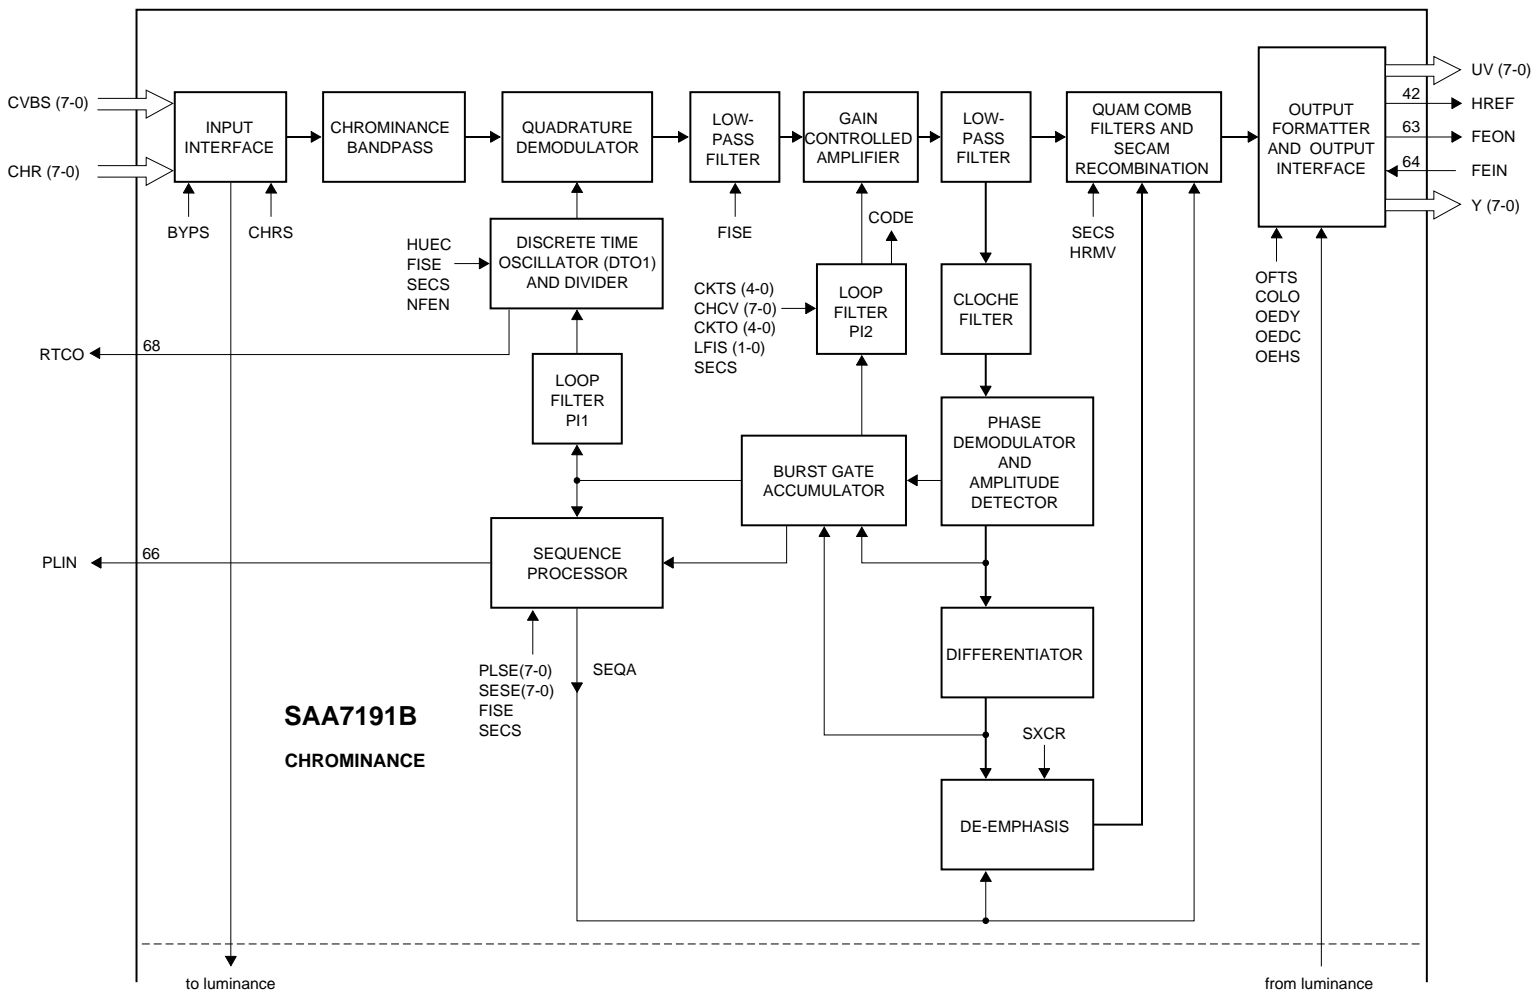 CVBS (7-0)
CHR (7-0)
INPUT
INTERFACE
CHROMINANCE
BANDPASS
QUADRATURE
DEMODULATOR
LOW-
PASS
FILTER
GAIN
CONTROLLED
AMPLIFIER
LOW-
PASS
FILTER
QUAM COMB
FILTERS AND
SECAM
RECOMBINATION
OUTPUT
FORMATTER
AND OUTPUT
INTERFACE
UV (7-0)
42
HREF
63
FEON
64
FEIN
Y (7-0)
BYPS
CHRS
HUEC
FISE
SECS
NFEN
DISCRETE TIME
OSCILLATOR (DTO1)
AND DIVIDER
FISE
CODE
SECS
HRMV
OFTS
COLO
OEDY
OEDC
OEHS
CKTS (4-0)
CHCV (7-0)
CKTO (4-0)
LFIS (1-0)
SECS
LOOP
FILTER
PI2
CLOCHE
FILTER
RTCO
68
LOOP
FILTER
PI1
BURST GATE
ACCUMULATOR
PHASE
DEMODULATOR
AND
AMPLITUDE
DETECTOR
PLIN
66
SEQUENCE
PROCESSOR
DIFFERENTIATOR
PLSE(7-0)
SESE(7-0)
FISE
SECS
SEQA
SAA7191B
CHROMINANCE
SXCR
DE-EMPHASIS
to luminance
from luminance